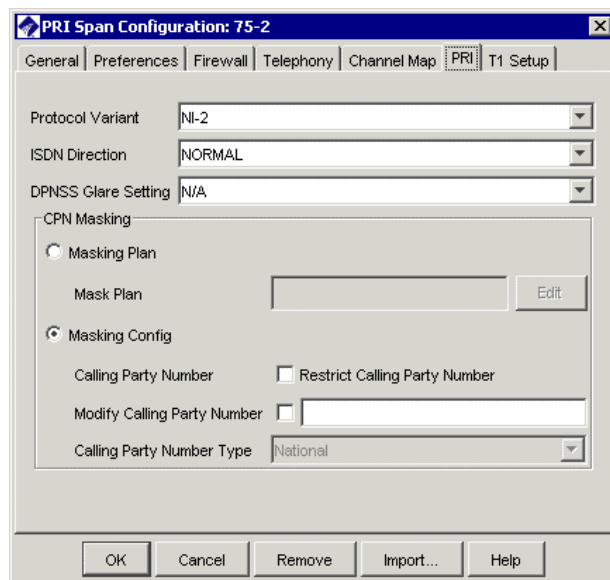 PRI Span Configuration: 75-2
General Preferences Firewall Telephony Channel Map PRI T1 Setup
Protocol Variant NI-2
ISDN Direction NORMAL
DPNSS Glare Setting N/A
CPN Masking
Masking Plan
Mask Plan Edit
Masking Config
Calling Party Number Restrict Calling Party Number
Modify Calling Party Number
Calling Party Number Type National
OK Cancel Remove Import... Help